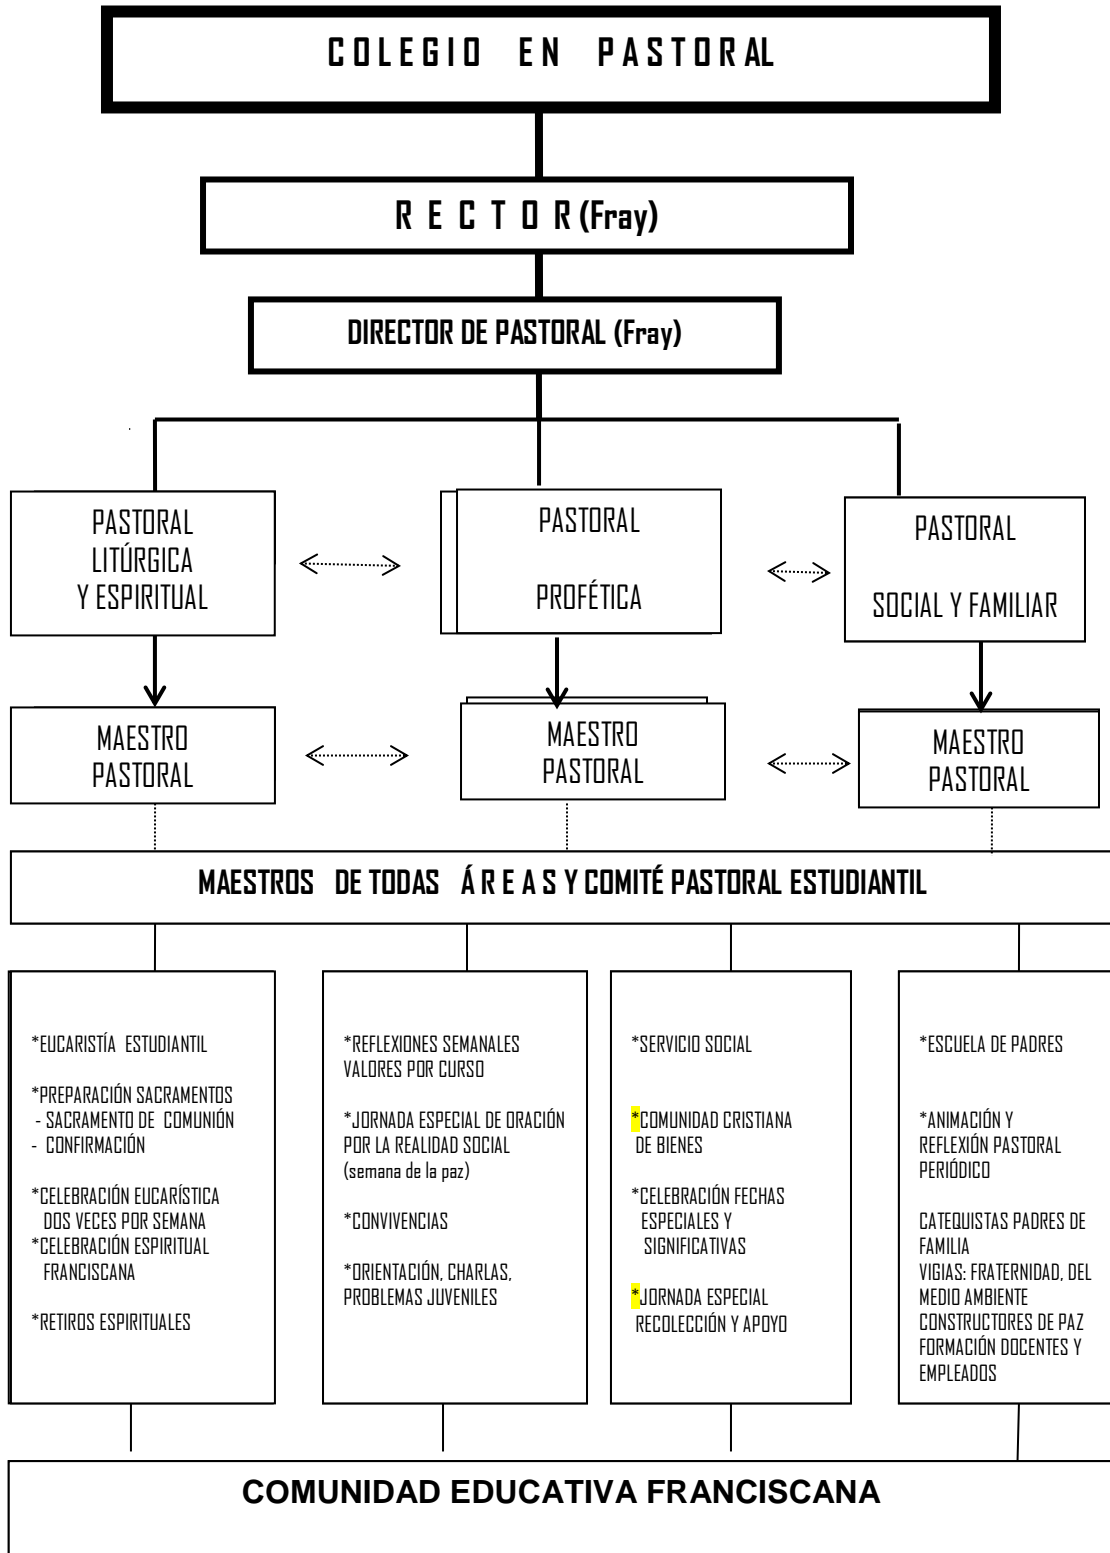 COLEGIO EN PASTORAL
RECTOR (Fray)
DIRECTOR DE PASTORAL (Fray)
PASTORAL
LITÚRGICA
Y ESPIRITUAL
PASTORAL
PROFÉTICA
PASTORAL
SOCIAL Y FAMILIAR
MAESTRO
PASTORAL
MAESTRO
PASTORAL
MAESTRO
PASTORAL
MAESTROS DE TODAS ÁREAS Y COMITÉ PASTORAL ESTUDIANTIL
*EUCARISTÍA ESTUDIANTIL
*PREPARACIÓN SACRAMENTOS
- SACRAMENTO DE COMUNIÓN
- CONFIRMACIÓN
*CELEBRACIÓN EUCARÍSTICA
DOS VECES POR SEMANA
*CELEBRACIÓN ESPIRITUAL
FRANCISCANA
*RETIROS ESPIRITUALES
*REFLEXIONES SEMANALES
VALORES POR CURSO
*JORNADA ESPECIAL DE ORACIÓN
POR LA REALIDAD SOCIAL
(semana de la paz)
*CONVIVENCIAS
*ORIENTACIÓN, CHARLAS,
PROBLEMAS JUVENILES
*SERVICIO SOCIAL
*COMUNIDAD CRISTIANA
DE BIENES
*CELEBRACIÓN FECHAS
ESPECIALES Y
SIGNIFICATIVAS
*JORNADA ESPECIAL
RECOLECCIÓN Y APOYO
*ESCUELA DE PADRES
*ANIMACIÓN Y
REFLEXIÓN PASTORAL
PERIÓDICO
CATEQUISTAS PADRES DE
FAMILIA
VIGIAS: FRATERNIDAD, DEL
MEDIO AMBIENTE
CONSTRUCTORES DE PAZ
FORMACIÓN DOCENTES Y
EMPLEADOS
COMUNIDAD EDUCATIVA FRANCISCANA